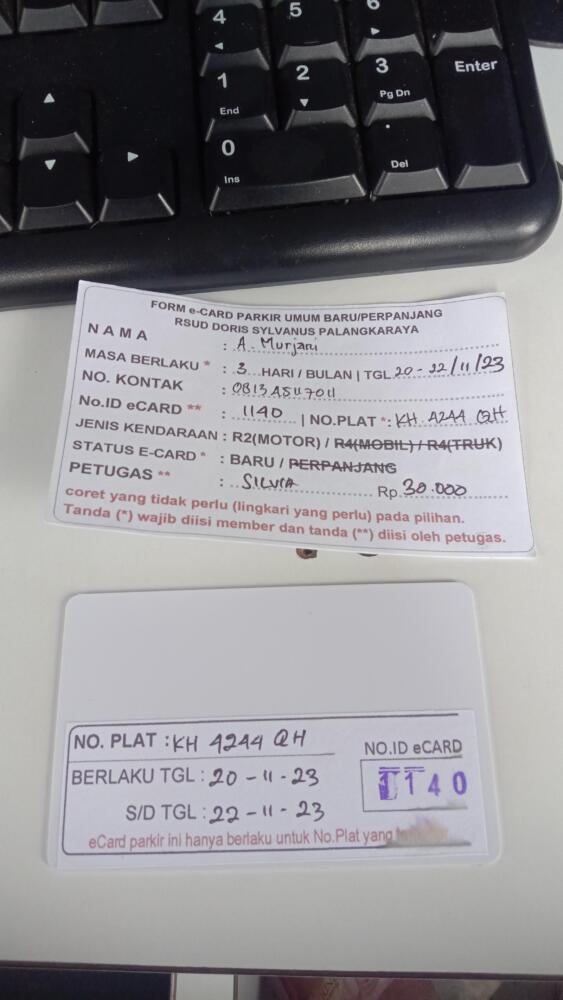 4
5
6
1
End
2
3
Pg Dn
Enter
0
Ins
.
Del
FORM e-CARD PARKIR UMUM BARU/PERPANJANG
RSUD DORIS SYLVANUS PALANGKARAYA
NAMA : A. Murjani
MASA BERLAKU * : 3 HARI / BULAN | TGL 20 - 22/11/23
NO. KONTAK :
No.ID eCARD ** : 1140 | NO.PLAT * : KH 4244 QH
JENIS KENDARAAN : R2(MOTOR) / R4(MOBIL) / R4(TRUK)
STATUS E-CARD * : BARU / PERPANJANG
PETUGAS ** : SILVIA Rp. 30.000
coret yang tidak perlu (lingkari yang perlu) pada pilihan.
Tanda (*) wajib diisi member dan tanda (**) diisi oleh petugas.
NO. PLAT : KH 4244 QH
NO.ID eCARD
BERLAKU TGL : 20 - 11 - 23
1140
S/D TGL : 22 - 11 - 23
eCard parkir ini hanya berlaku untuk No.Plat yang